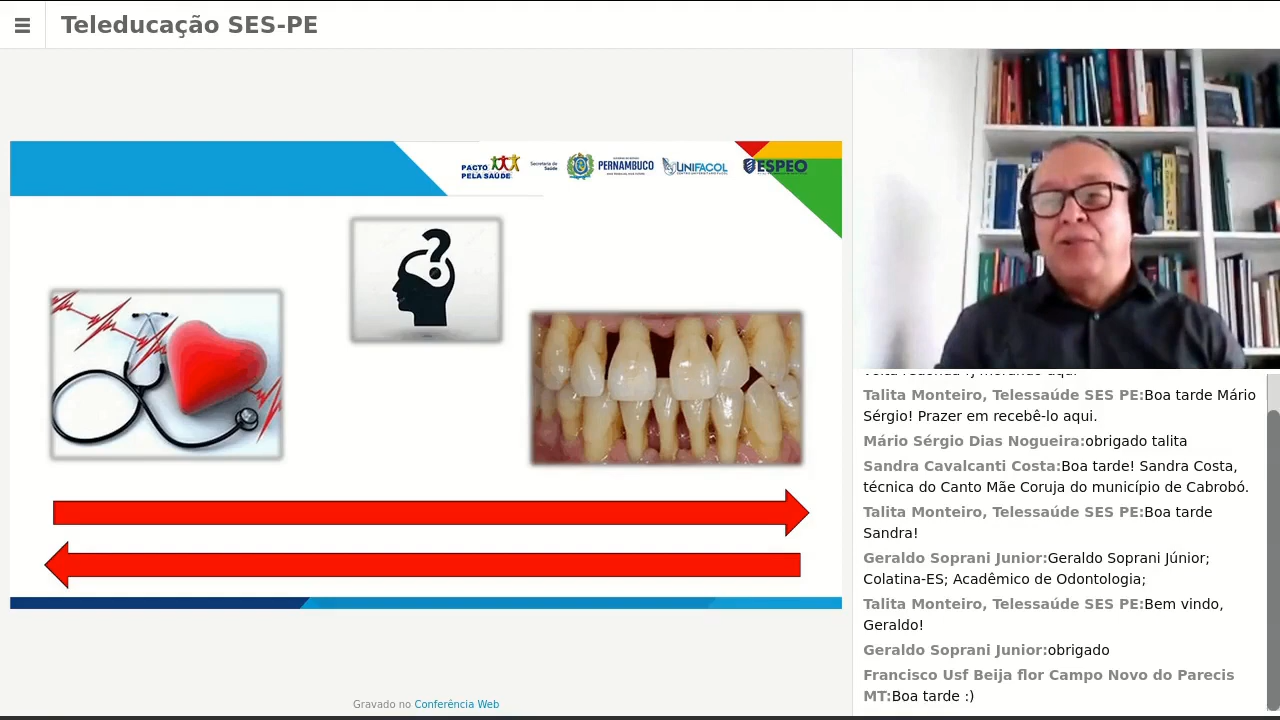 Teleducação SES-PE
PACTO
PELA SAÚDE
Secretaria de
Saúde
PERNAMBUCO
UNIFACOL
ESPEO
Talita Monteiro, Telessaúde SES PE:Boa tarde Mário
Sérgio! Prazer em recebê-lo aqui.
Mário Sérgio Dias Nogueira:obrigado talita
Sandra Cavalcanti Costa:Boa tarde! Sandra Costa,
técnica do Canto Mãe Coruja do município de Cabrobó.
Talita Monteiro, Telessaúde SES PE:Boa tarde
Sandra!
Geraldo Soprani Junior:Geraldo Soprani Júnior;
Colatina-ES; Acadêmico de Odontologia;
Talita Monteiro, Telessaúde SES PE:Bem vindo,
Geraldo!
Geraldo Soprani Junior:obrigado
Francisco Usf Beija flor Campo Novo do Parecis
MT:Boa tarde :)
Gravado no Conferência Web